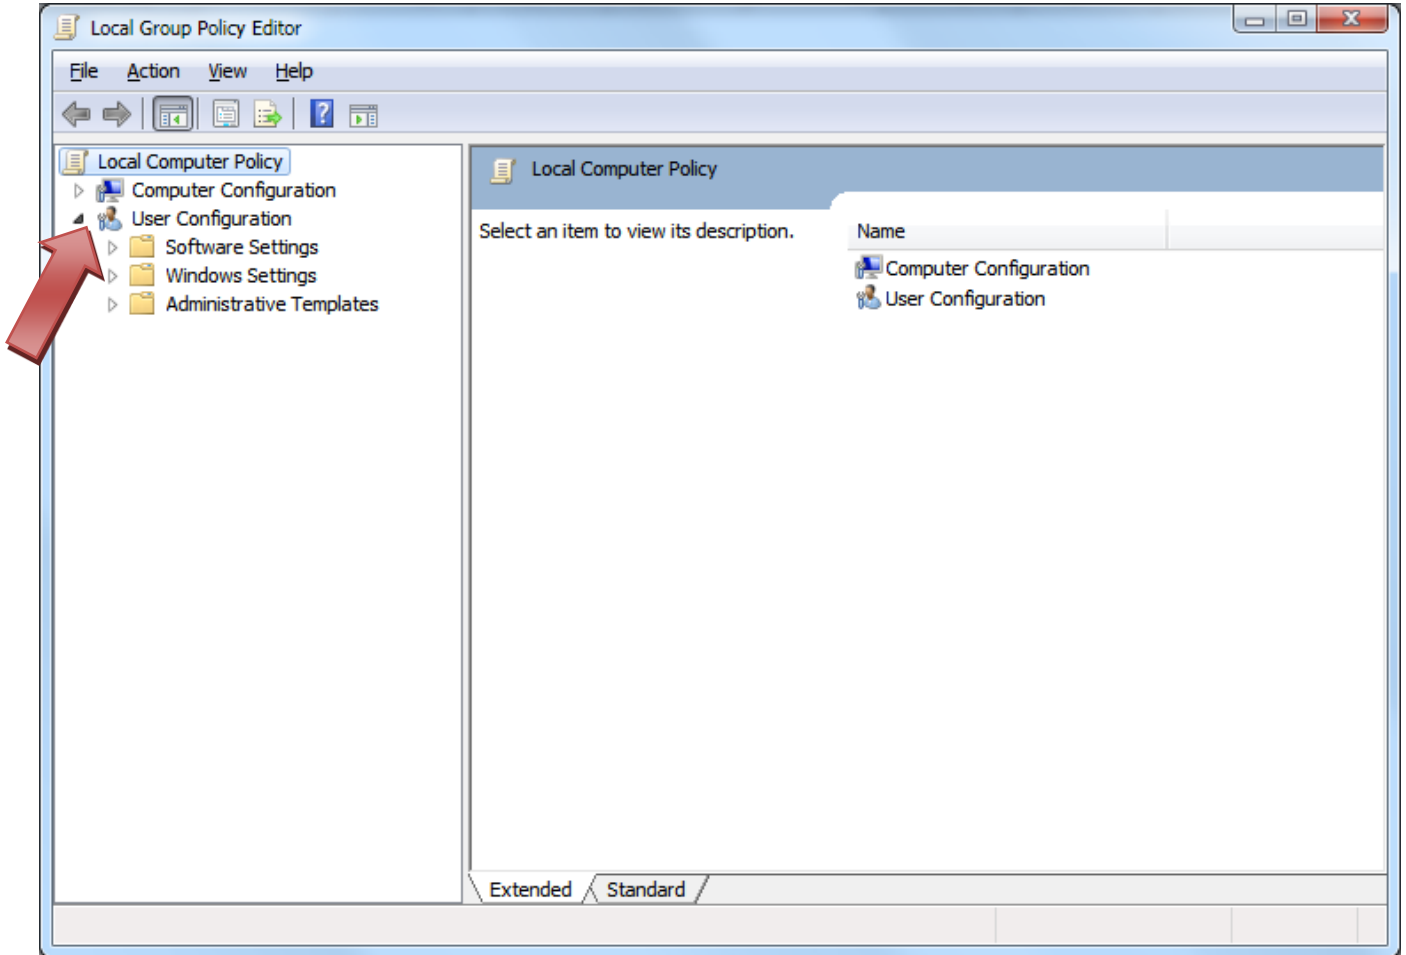 Local Group Policy Editor
File Action View Help
Local Computer Policy
Computer Configuration
User Configuration
Software Settings
Windows Settings
Administrative Templates
Local Computer Policy
Select an item to view its description.
Name
Computer Configuration
User Configuration
Extended Standard